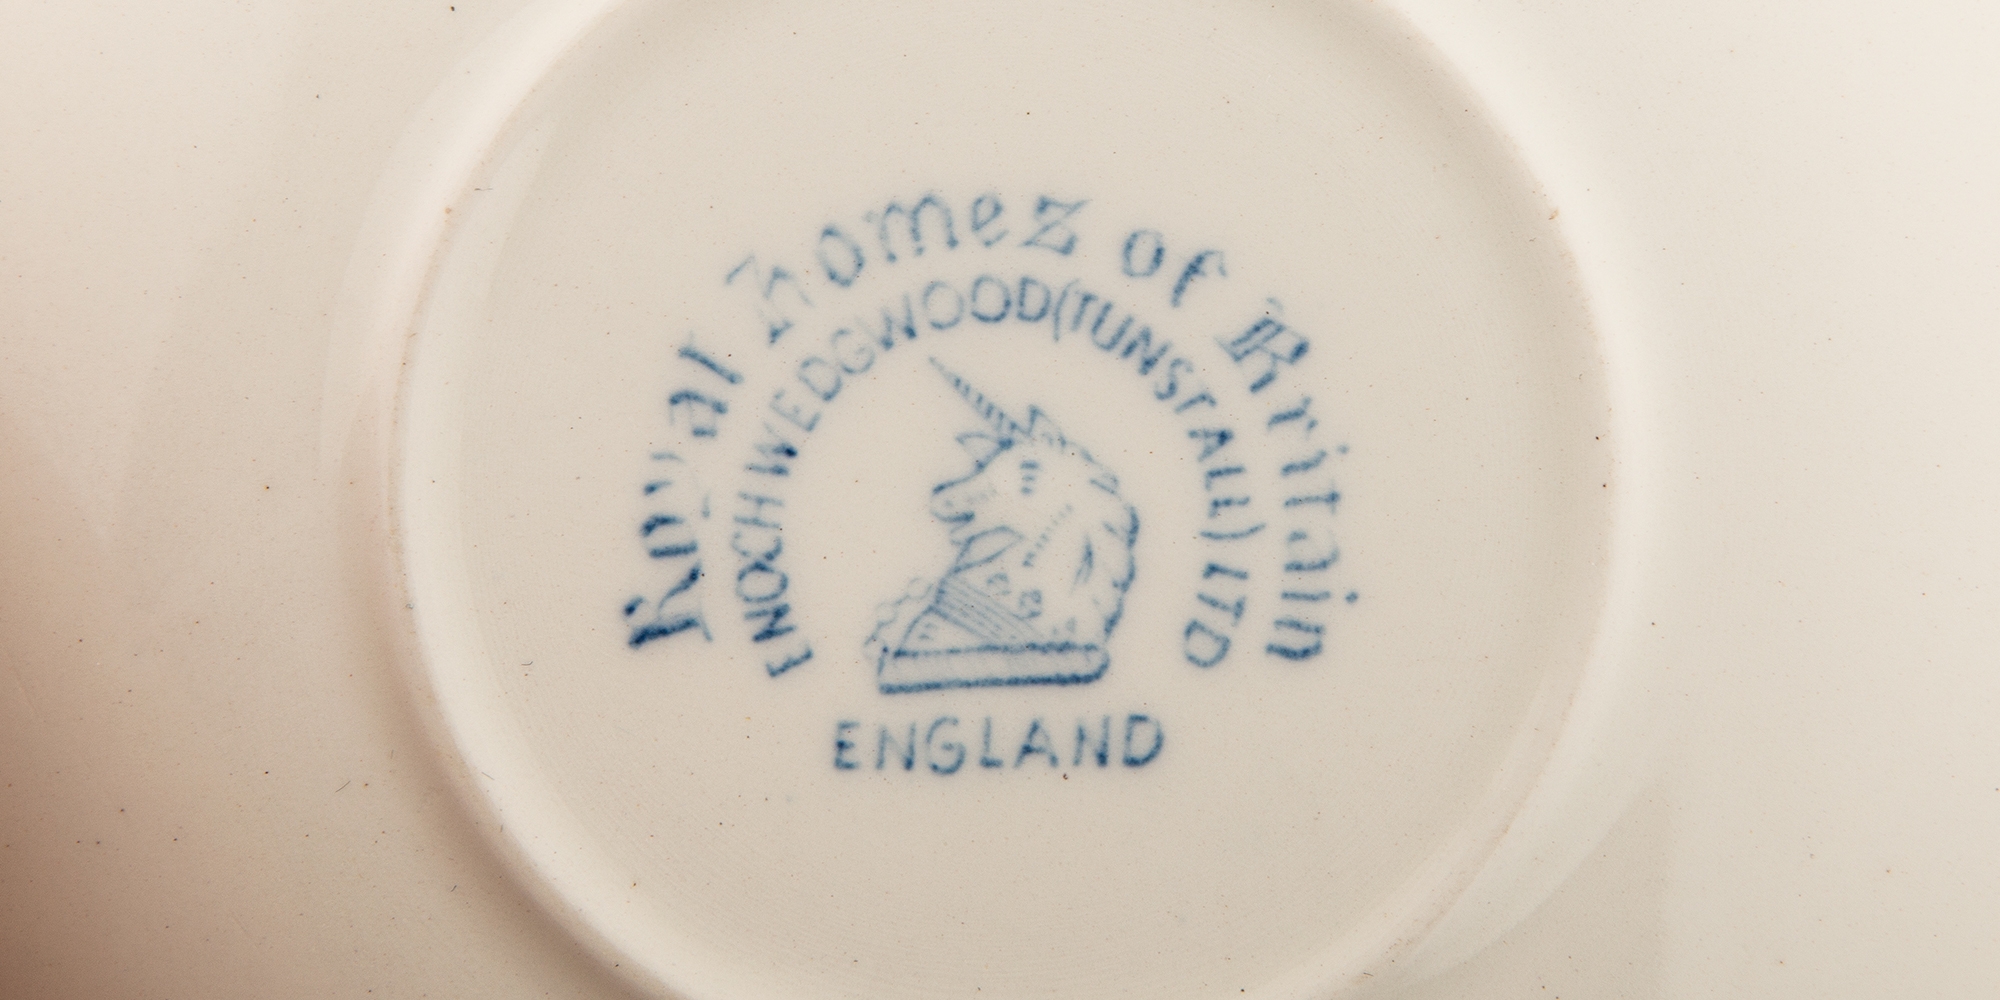 Royal homes of Britain
ENOCH WEDGWOOD (TUNSTALL) LTD
ENGLAND